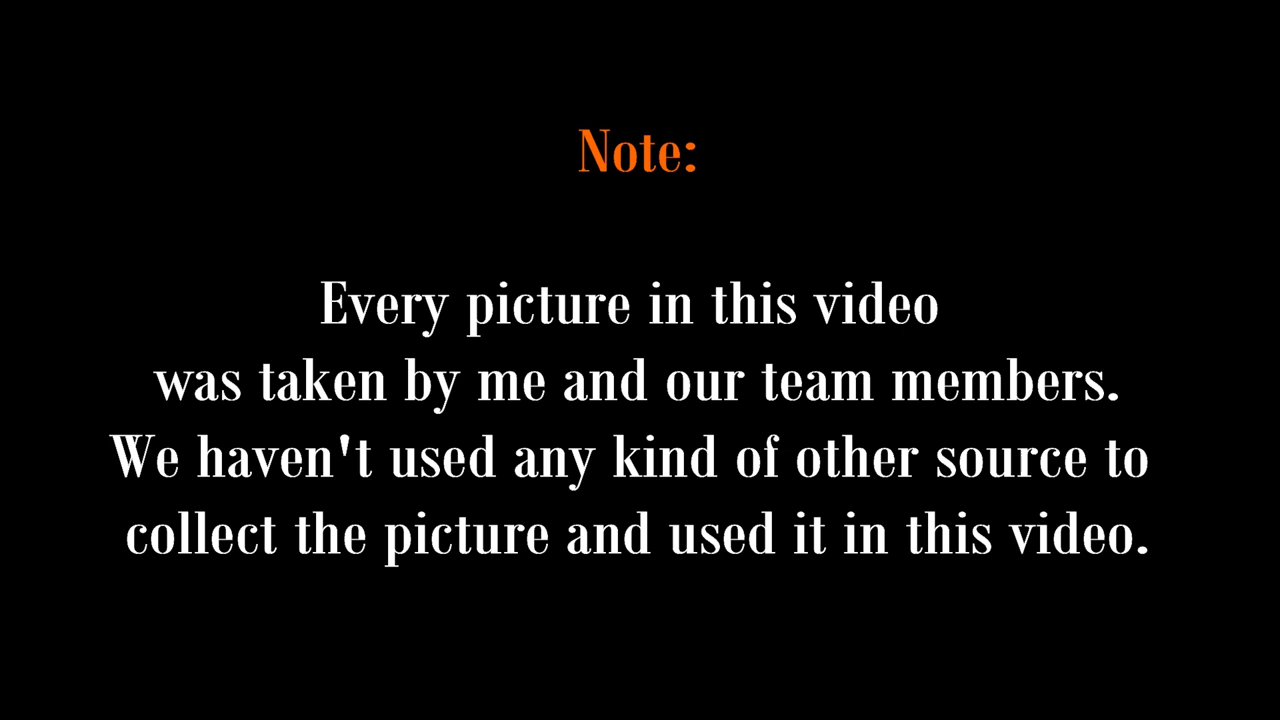 Note:
Every picture in this video
was taken by me and our team members.
We haven't used any kind of other source to
collect the picture and used it in this video.